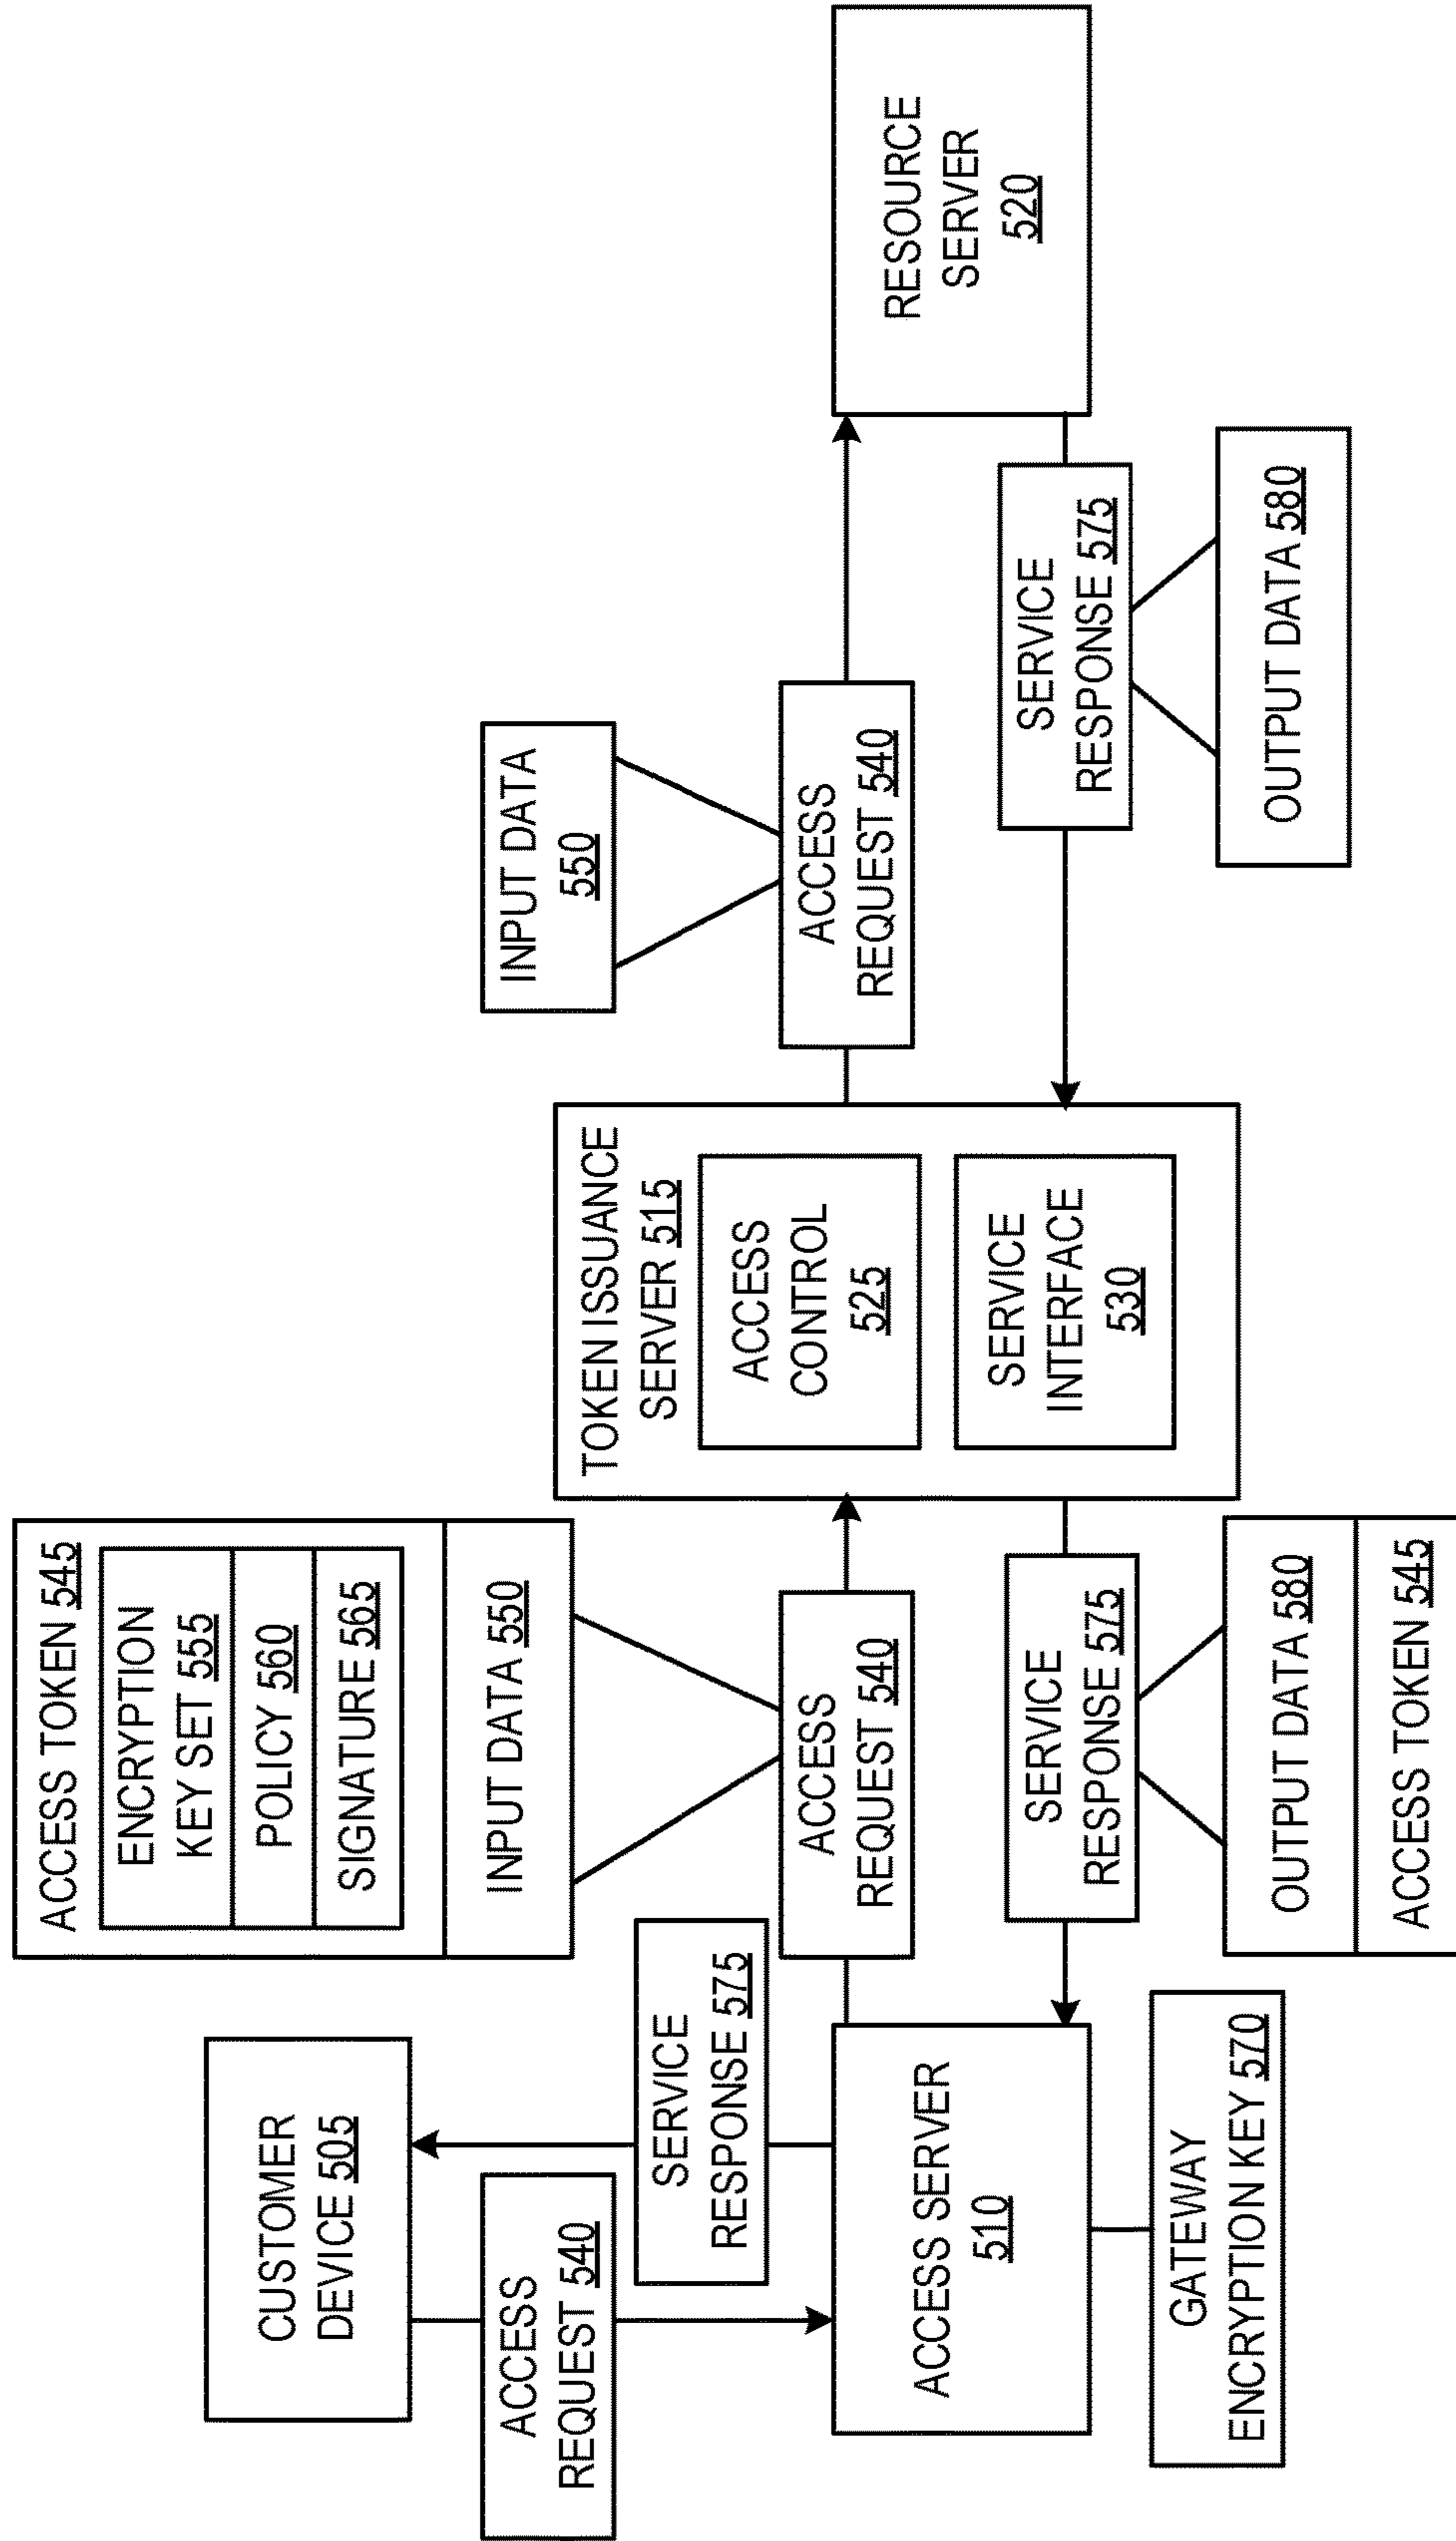 CUSTOMER
DEVICE 505
ACCESS
REQUEST 540
SERVICE
RESPONSE 575
ACCESS SERVER
510
GATEWAY
ENCRYPTION KEY 570
ACCESS TOKEN 545
ENCRYPTION
KEY SET 555
POLICY 560
SIGNATURE 565
INPUT DATA 550
ACCESS
REQUEST 540
SERVICE
RESPONSE 575
OUTPUT DATA 580
ACCESS TOKEN 545
TOKEN ISSUANCE
SERVER 515
ACCESS
CONTROL
525
SERVICE
INTERFACE
530
INPUT DATA
550
ACCESS
REQUEST 540
SERVICE
RESPONSE 575
OUTPUT DATA 580
RESOURCE
SERVER
520